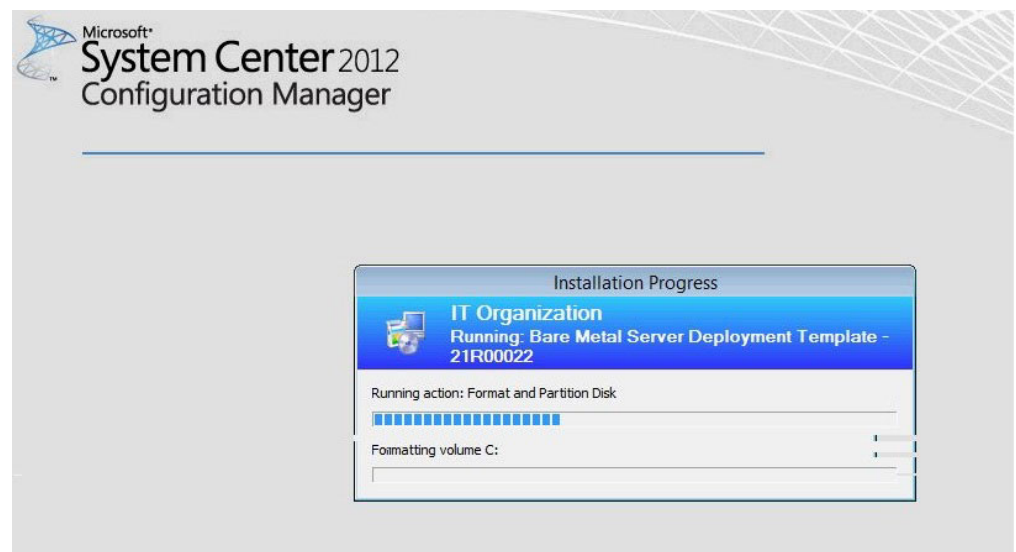 Microsoft®
System Center 2012
Configuration Manager
Installation Progress
IT Organization
Running: Bare Metal Server Deployment Template -
21R00022
Running action: Format and Partition Disk
Formatting volume C: